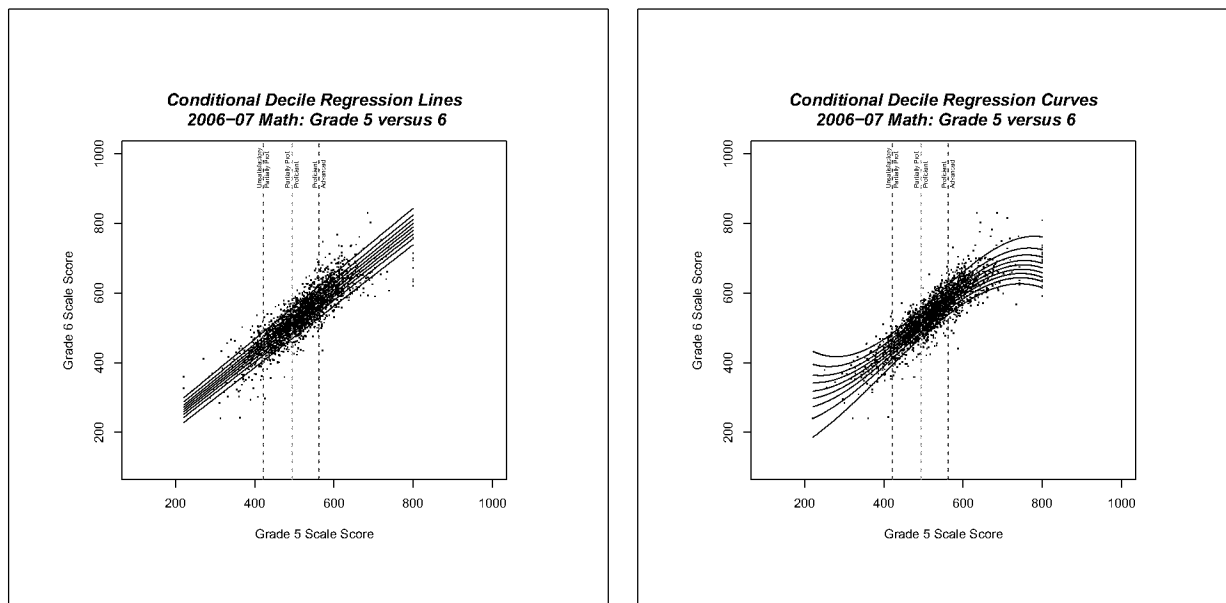 Conditional Decile Regression Lines
2006−07 Math: Grade 5 versus 6
Grade 6 Scale Score
1000
800
600
400
200
Unsatisfactory
Partially Prof.
Partially Prof.
Proficient
Proficient
Advanced
200 400 600 800 1000
Grade 5 Scale Score
Conditional Decile Regression Curves
2006−07 Math: Grade 5 versus 6
Grade 6 Scale Score
1000
800
600
400
200
Unsatisfactory
Partially Prof.
Partially Prof.
Proficient
Proficient
Advanced
200 400 600 800 1000
Grade 5 Scale Score